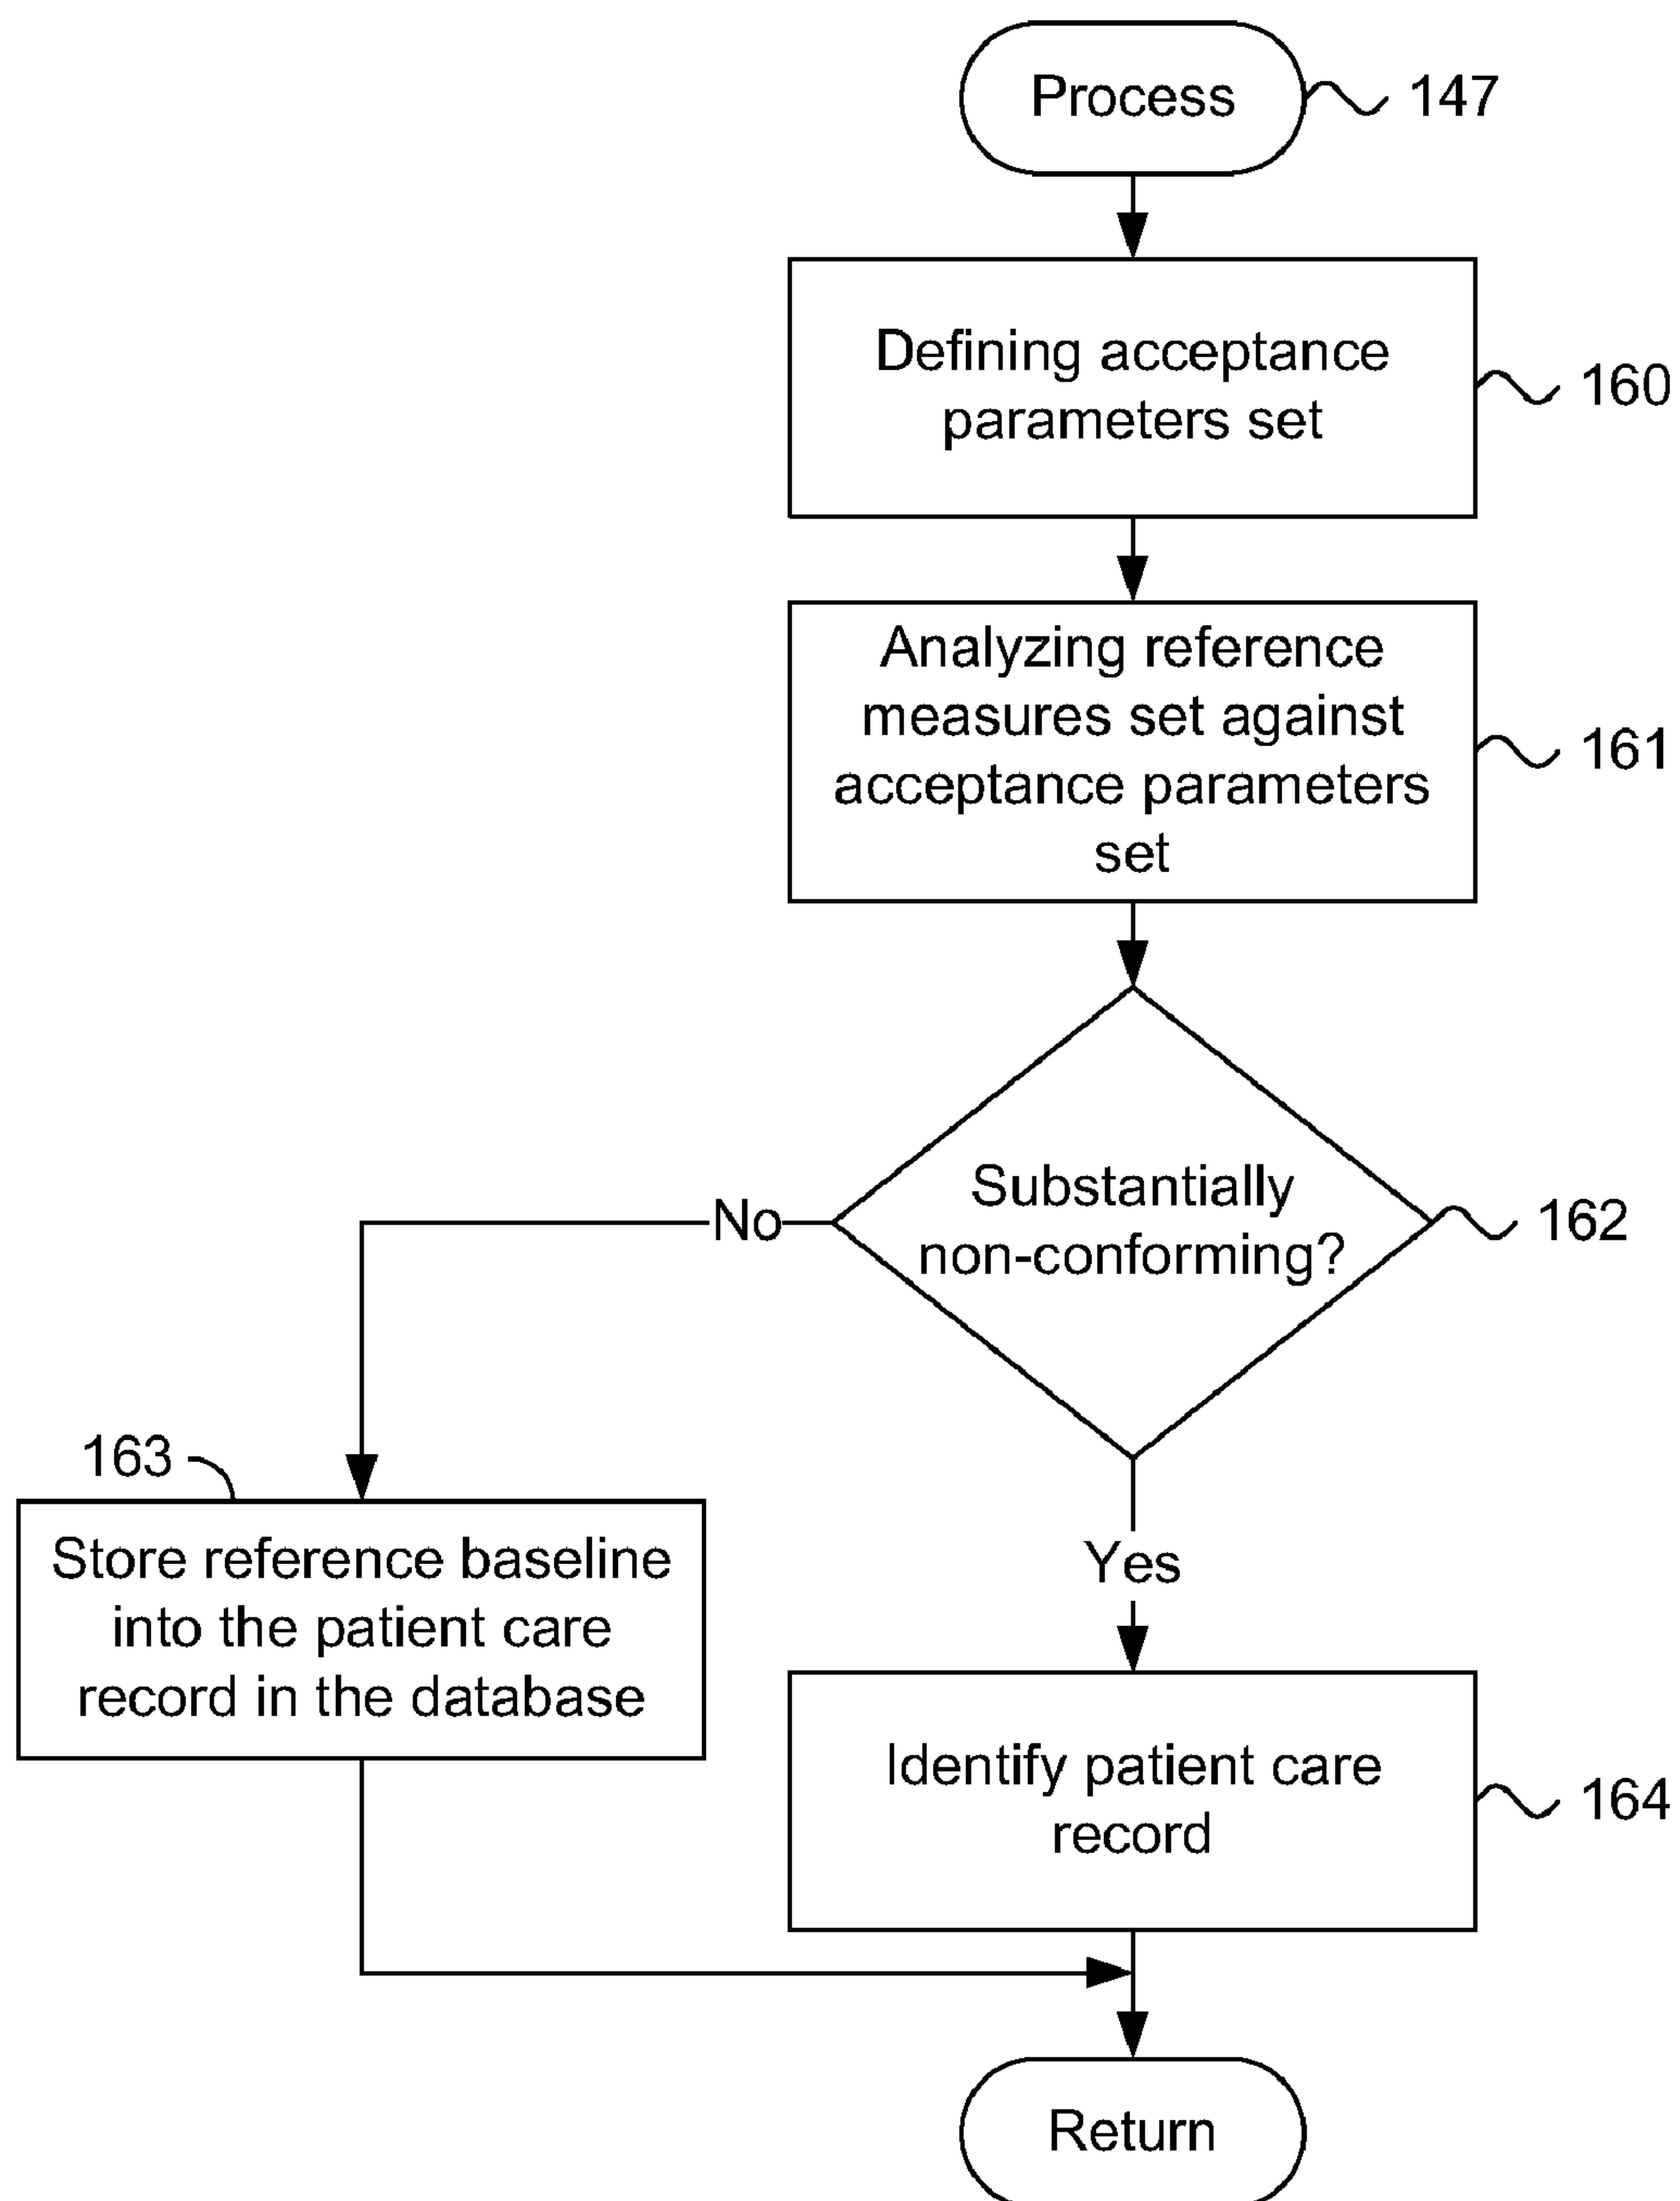 Process
147
Defining acceptance
parameters set
160
Analyzing reference
measures set against
acceptance parameters
set
161
Substantially
non-conforming?
162
No
163
Store reference baseline
into the patient care
record in the database
Yes
Identify patient care
record
164
Return